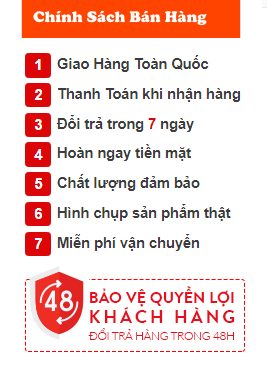 Chính Sách Bán Hàng
1 Giao Hàng Toàn Quốc
2 Thanh Toán khi nhận hàng
3 Đổi trả trong 7 ngày
4 Hoàn ngay tiền mặt
5 Chất lượng đảm bảo
6 Hình chụp sản phẩm thật
7 Miễn phí vận chuyển
48
BẢO VỆ QUYỀN LỢI
KHÁCH HÀNG
ĐỔI TRẢ HÀNG TRONG 48H